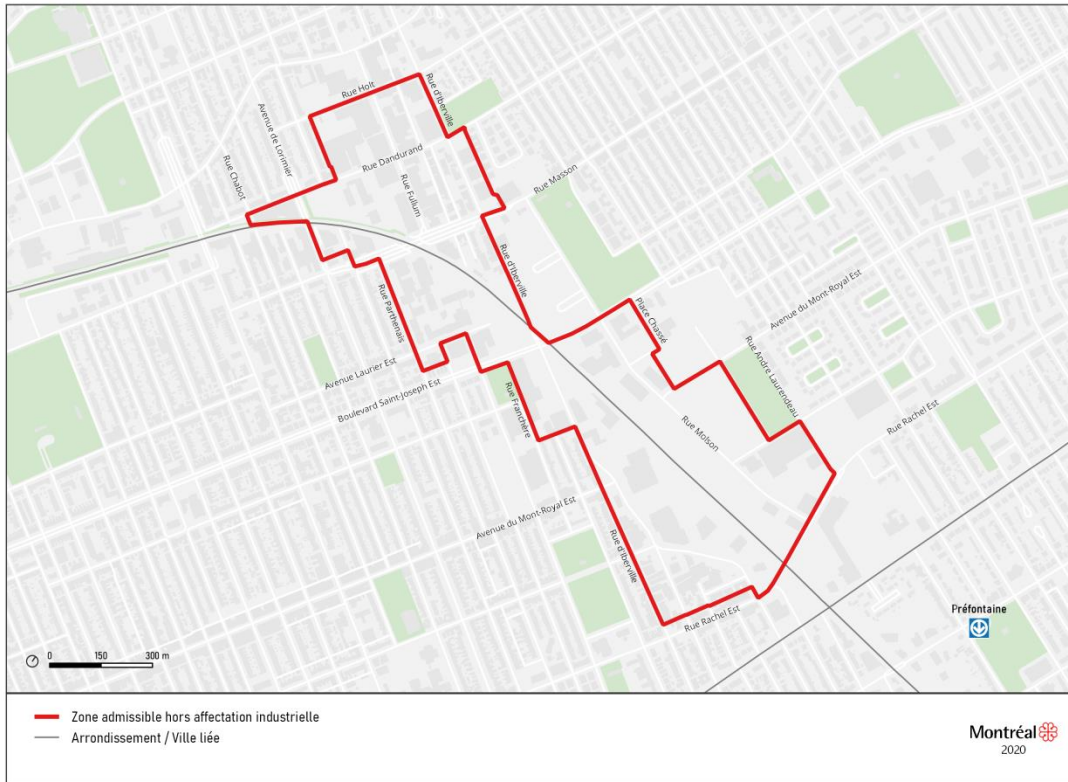 Rue Holt
Rue d'Iberville
Avenue de Lorimier
Rue Dandurand
Rue Chabot
Rue Fullum
Rue Masson
Rue d'Iberville
Rue Parthenais
Place Chassé
Avenue du Mont-Royal Est
Rue Andre Laurendeau
Avenue Laurier Est
Boulevard Saint-Joseph Est
Rue Franchère
Rue Molson
Rue Rachel Est
Avenue du Mont-Royal Est
Rue d'Iberville
Rue Rachel Est
Préfontaine
0 150 300 m
Zone admissible hors affectation industrielle
Arrondissement / Ville liée
Montréal
2020